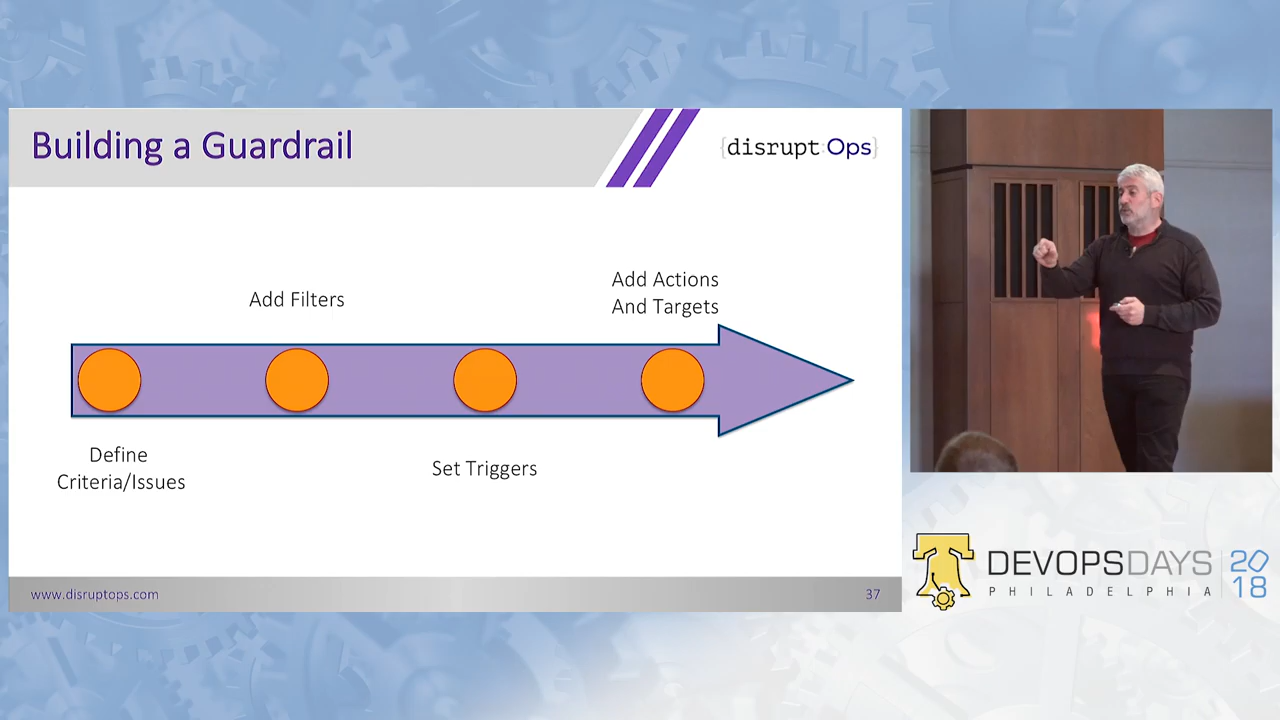 Building a Guardrail
{disrupt:Ops}
Add Filters
Add Actions
And Targets
Define
Criteria/Issues
Set Triggers
www.disruptops.com
37
DEVOPSDAYS
PHILADELPHIA
20
18